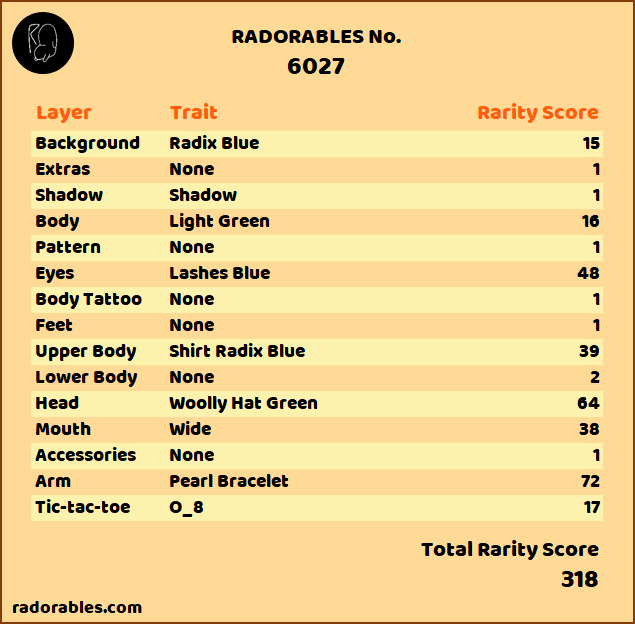 RADORABLES No.
6027
Layer Trait Rarity Score
Background Radix Blue 15
Extras None 1
Shadow Shadow 1
Body Light Green 16
Pattern None 1
Eyes Lashes Blue 48
Body Tattoo None 1
Feet None 1
Upper Body Shirt Radix Blue 39
Lower Body None 2
Head Woolly Hat Green 64
Mouth Wide 38
Accessories None 1
Arm Pearl Bracelet 72
Tic-tac-toe O_8 17
Total Rarity Score
318
radorables.com